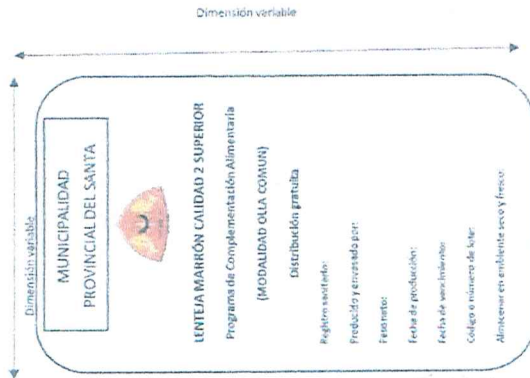 Dimensión variable
Dimensión variable
MUNICIPALIDAD
PROVINCIAL DEL SANTA
LENTEJA MARRÓN CALIDAD 2 SUPERIOR
Programa de Complementación Alimentaria
(MODALIDAD OLLA COMUN)
Distribución gratuita
Registro sanitario:
Producido y envasado por:
Peso neto:
Fecha de producción:
Fecha de vencimiento:
Código o número de lote:
Almacenar en ambiente seco y fresco